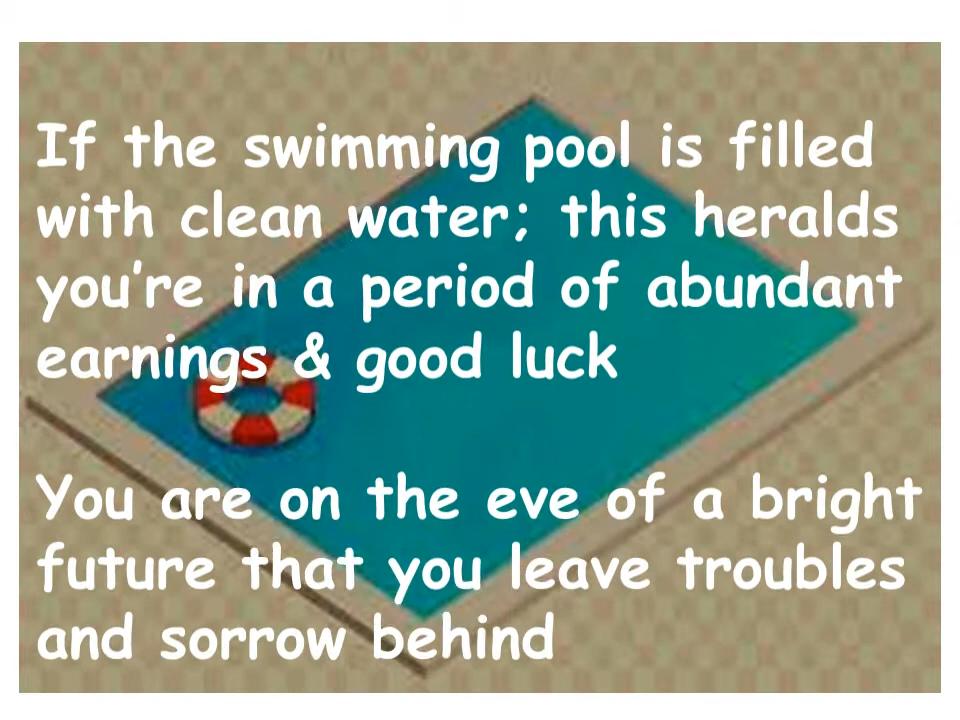 If the swimming pool is filled
with clean water; this heralds
you’re in a period of abundant
earnings & good luck
You are on the eve of a bright
future that you leave troubles
and sorrow behind